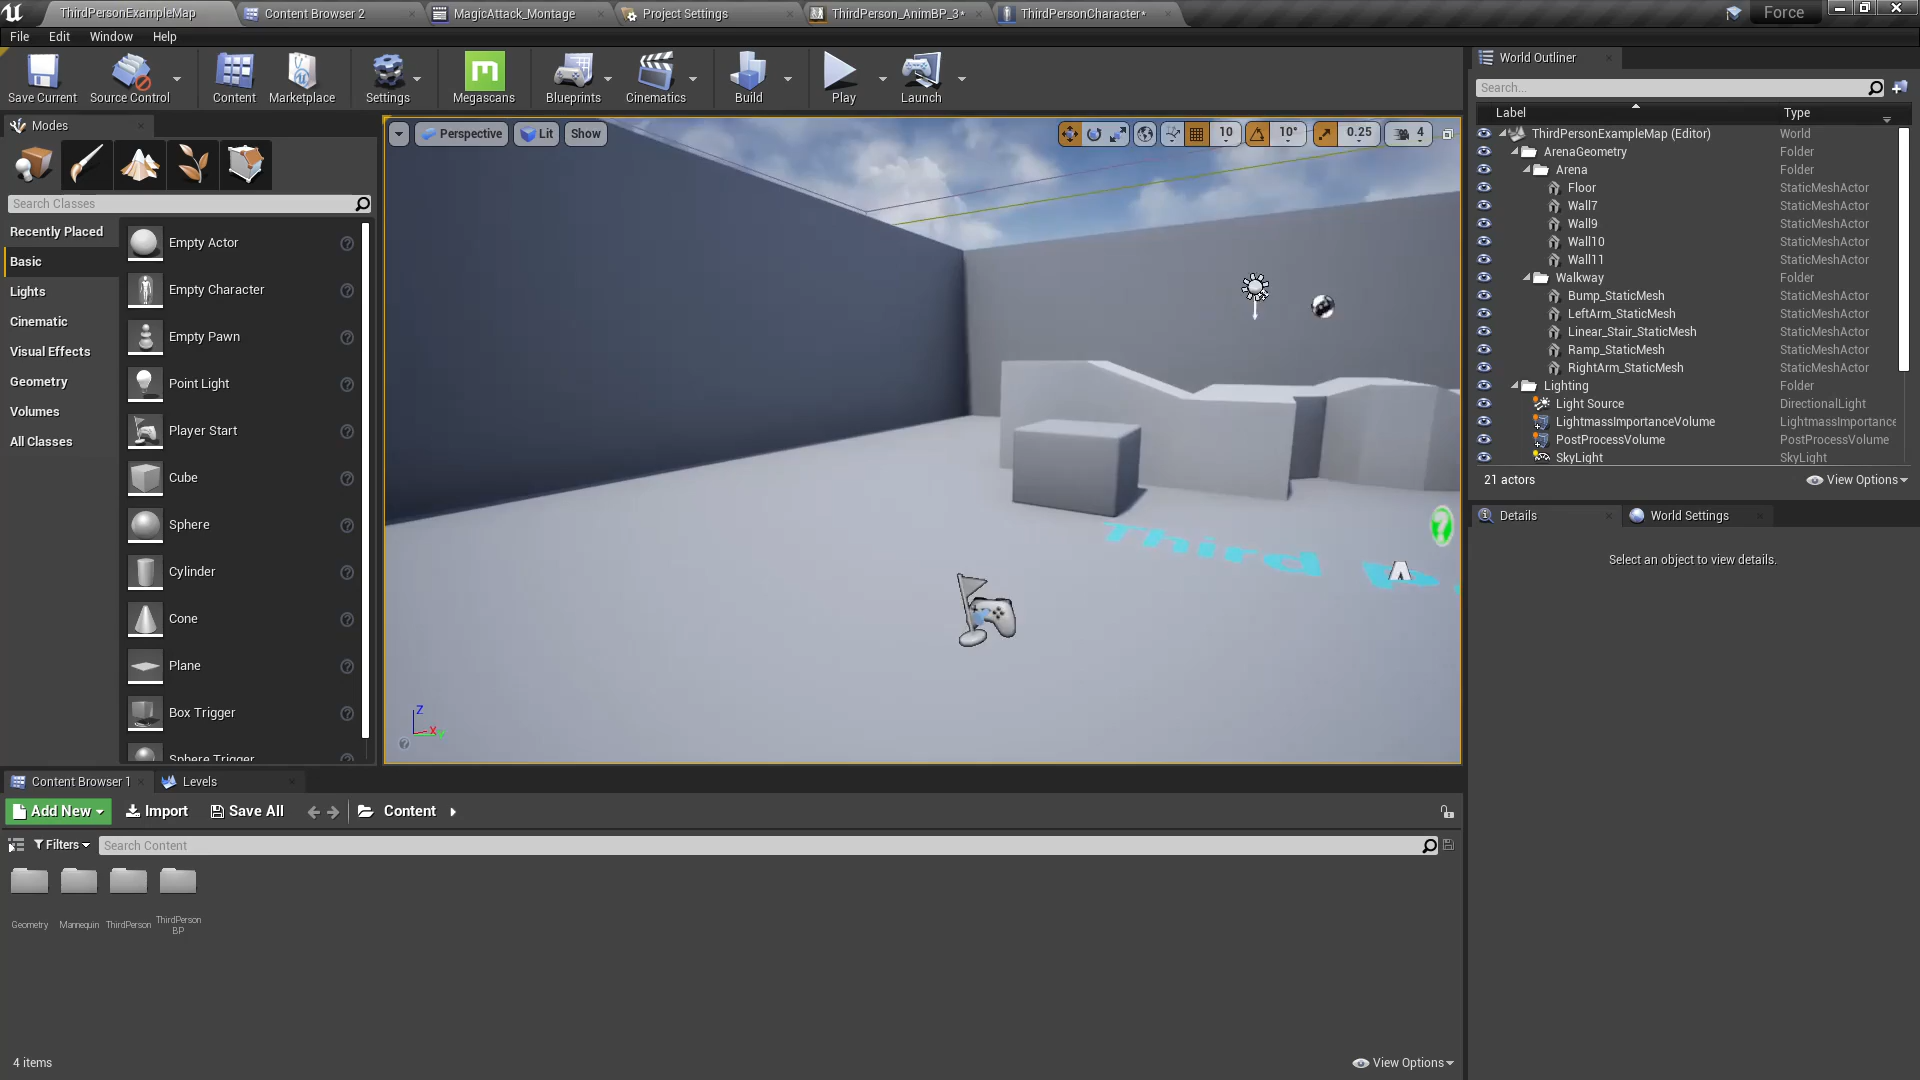 ThirdPersonExampleMap
Content Browser 2
MagicAttack_Montage
Project Settings
ThirdPerson_AnimBP_3*
ThirdPersonCharacter*
Force
File
Edit
Window
Help
Save Current
Source Control
Content
Marketplace
Settings
Megascans
Blueprints
Cinematics
Build
Play
Launch
Modes
Search Classes
Recently Placed
Basic
Lights
Cinematic
Visual Effects
Geometry
Volumes
All Classes
Empty Actor
Empty Character
Empty Pawn
Point Light
Player Start
Cube
Sphere
Cylinder
Cone
Plane
Box Trigger
Sphere Trigger
Perspective
Lit
Show
10
10°
0.25
4
Third
Z
X
World Outliner
Search...
Label
Type
ThirdPersonExampleMap (Editor)
World
ArenaGeometry
Folder
Arena
Folder
Floor
StaticMeshActor
Wall7
StaticMeshActor
Wall9
StaticMeshActor
Wall10
StaticMeshActor
Wall11
StaticMeshActor
Walkway
Folder
Bump_StaticMesh
StaticMeshActor
LeftArm_StaticMesh
StaticMeshActor
Linear_Stair_StaticMesh
StaticMeshActor
Ramp_StaticMesh
StaticMeshActor
RightArm_StaticMesh
StaticMeshActor
Lighting
Folder
Light Source
DirectionalLight
LightmassImportanceVolume
LightmassImportance
PostProcessVolume
PostProcessVolume
SkyLight
SkyLight
21 actors
View Options
Details
World Settings
Select an object to view details.
Content Browser 1
Levels
Add New
Import
Save All
Content
Filters
Search Content
Geometry
Mannequin
ThirdPerson
ThirdPerson
BP
4 items
View Options